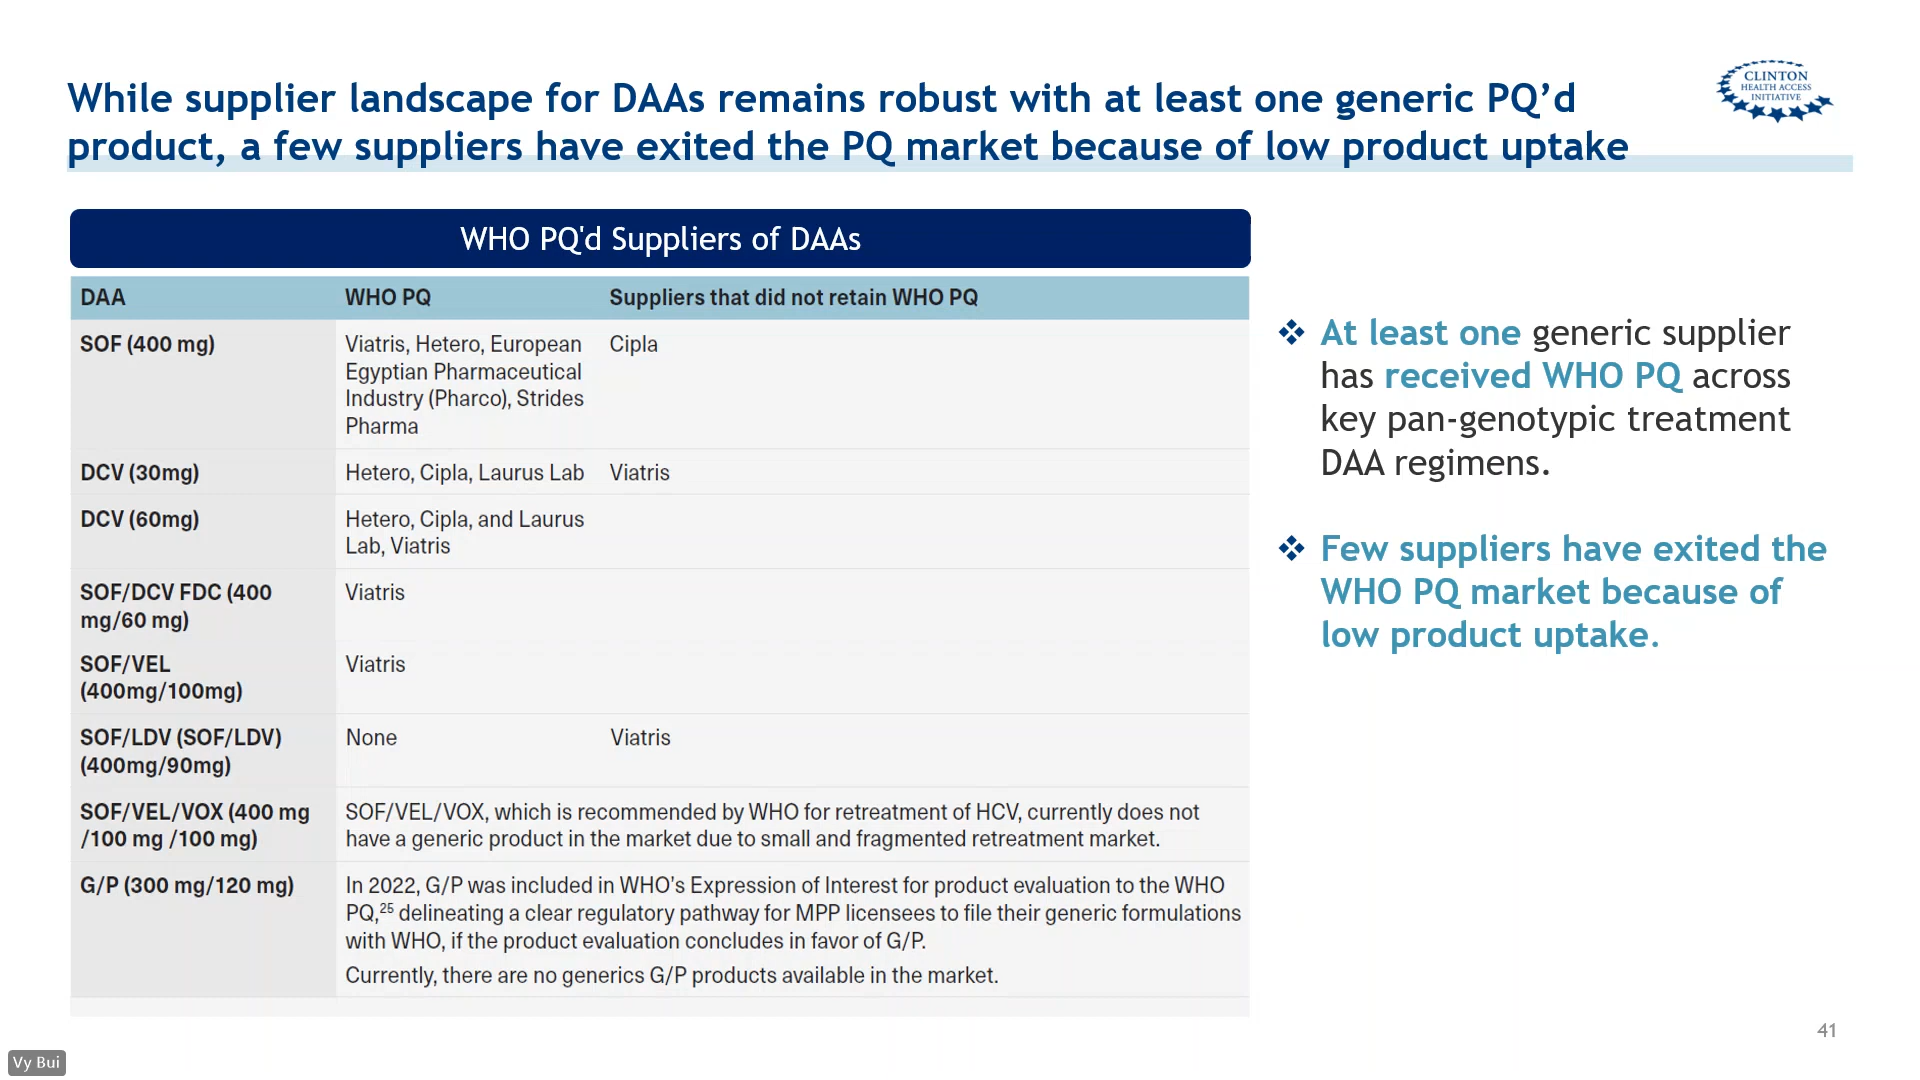 While supplier landscape for DAAs remains robust with at least one generic PQ’d
product, a few suppliers have exited the PQ market because of low product uptake
CLINTON
HEALTH ACCESS
INITIATIVE
WHO PQ'd Suppliers of DAAs
DAA WHO PQ Suppliers that did not retain WHO PQ
SOF (400 mg) Viatris, Hetero, European Cipla
Egyptian Pharmaceutical
Industry (Pharco), Strides
Pharma
DCV (30mg) Hetero, Cipla, Laurus Lab Viatris
DCV (60mg) Hetero, Cipla, and Laurus
Lab, Viatris
SOF/DCV FDC (400 Viatris
mg/60 mg)
SOF/VEL Viatris
(400mg/100mg)
SOF/LDV (SOF/LDV) None Viatris
(400mg/90mg)
SOF/VEL/VOX (400 mg SOF/VEL/VOX, which is recommended by WHO for retreatment of HCV, currently does not
/100 mg /100 mg) have a generic product in the market due to small and fragmented retreatment market.
G/P (300 mg/120 mg) In 2022, G/P was included in WHO’s Expression of Interest for product evaluation to the WHO
PQ,25 delineating a clear regulatory pathway for MPP licensees to file their generic formulations
with WHO, if the product evaluation concludes in favor of G/P.
Currently, there are no generics G/P products available in the market.
❖ At least one generic supplier
has received WHO PQ across
key pan-genotypic treatment
DAA regimens.
❖ Few suppliers have exited the
WHO PQ market because of
low product uptake.
41
Vy Bui